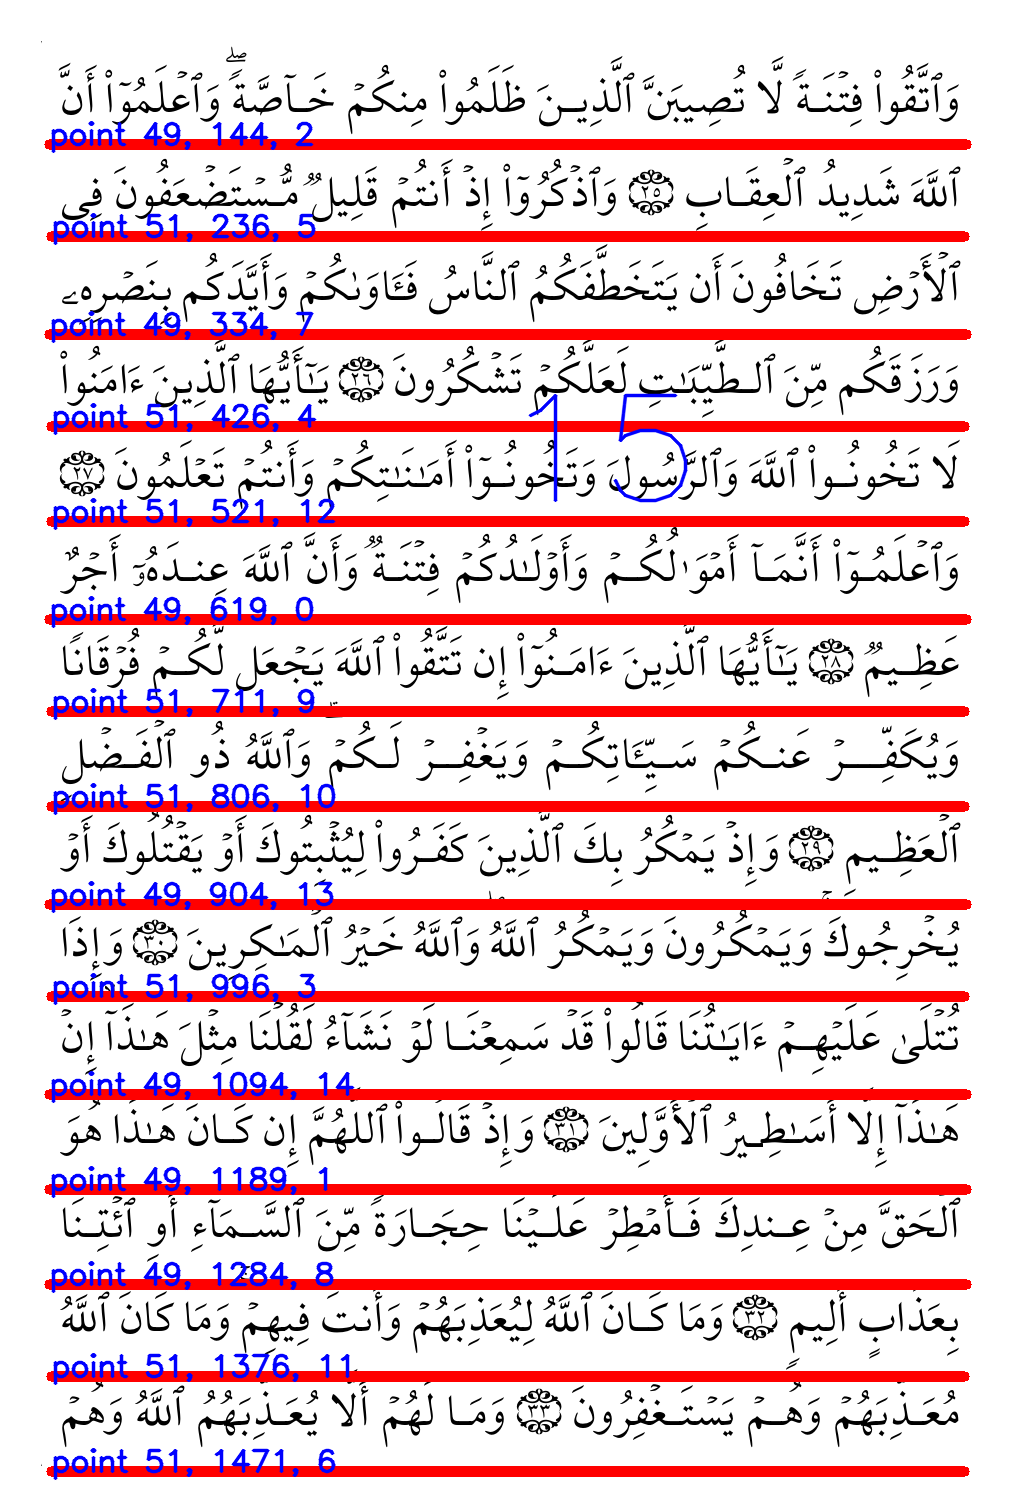 وَٱتَّقُوا۟ فِتْنَةً لَّا تُصِيبَنَّ ٱلَّذِينَ ظَلَمُوا۟ مِنكُمْ خَآصَّةً ۖ وَٱعْلَمُوٓا۟ أَنَّ
point 49, 144, 2
ٱللَّهَ شَدِيدُ ٱلْعِقَابِ ٢٥ وَٱذْكُرُوٓا۟ إِذْ أَنتُمْ قَلِيلٌ مُّسْتَضْعَفُونَ فِى
point 51, 236, 5
ٱلْأَرْضِ تَخَافُونَ أَن يَتَخَطَّفَكُمُ ٱلنَّاسُ فَـَٔاوَىٰكُمْ وَأَيَّدَكُم بِنَصْرِهِۦ
point 49, 334, 7
وَرَزَقَكُم مِّنَ ٱلطَّيِّبَـٰتِ لَعَلَّكُمْ تَشْكُرُونَ ٢٦ يَـٰٓأَيُّهَا ٱلَّذِينَ ءَامَنُوا۟
point 51, 426, 4
15
لَا تَخُونُوا۟ ٱللَّهَ وَٱلرَّسُولَ وَتَخُونُوٓا۟ أَمَـٰنَـٰتِكُمْ وَأَنتُمْ تَعْلَمُونَ ٢٧
point 51, 521, 12
وَٱعْلَمُوٓا۟ أَنَّمَآ أَمْوَٰلُكُمْ وَأَوْلَـٰدُكُمْ فِتْنَةٌ وَأَنَّ ٱللَّهَ عِندَهُۥٓ أَجْرٌ
point 49, 619, 0
عَظِيمٌ ٢٨ يَـٰٓأَيُّهَا ٱلَّذِينَ ءَامَنُوٓا۟ إِن تَتَّقُوا۟ ٱللَّهَ يَجْعَل لَّكُمْ فُرْقَانًا
point 51, 711, 9
وَيُكَفِّرْ عَنكُمْ سَيِّـَٔاتِكُمْ وَيَغْفِرْ لَكُمْ ۗ وَٱللَّهُ ذُو ٱلْفَضْلِ
point 51, 806, 10
ٱلْعَظِيمِ ٢٩ وَإِذْ يَمْكُرُ بِكَ ٱلَّذِينَ كَفَرُوا۟ لِيُثْبِتُوكَ أَوْ يَقْتُلُوكَ أَوْ
point 49, 904, 13
يُخْرِجُوكَ ۚ وَيَمْكُرُونَ وَيَمْكُرُ ٱللَّهُ ۖ وَٱللَّهُ خَيْرُ ٱلْمَـٰكِرِينَ ٣٠ وَإِذَا
point 51, 996, 3
تُتْلَىٰ عَلَيْهِمْ ءَايَـٰتُنَا قَالُوا۟ قَدْ سَمِعْنَا لَوْ نَشَآءُ لَقُلْنَا مِثْلَ هَـٰذَآ إِنْ
point 49, 1094, 14
هَـٰذَآ إِلَّآ أَسَـٰطِيرُ ٱلْأَوَّلِينَ ٣١ وَإِذْ قَالُوا۟ ٱللَّهُمَّ إِن كَانَ هَـٰذَا هُوَ
point 49, 1189, 1
ٱلْحَقَّ مِنْ عِندِكَ فَأَمْطِرْ عَلَيْنَا حِجَارَةً مِّنَ ٱلسَّمَآءِ أَوِ ٱئْتِنَا
point 49, 1284, 8
بِعَذَابٍ أَلِيمٍ ٣٢ وَمَا كَانَ ٱللَّهُ لِيُعَذِّبَهُمْ وَأَنتَ فِيهِمْ ۚ وَمَا كَانَ ٱللَّهُ
point 51, 1376, 11
مُعَذِّبَهُمْ وَهُمْ يَسْتَغْفِرُونَ ٣٣ وَمَا لَهُمْ أَلَّا يُعَذِّبَهُمُ ٱللَّهُ وَهُمْ
point 51, 1471, 6